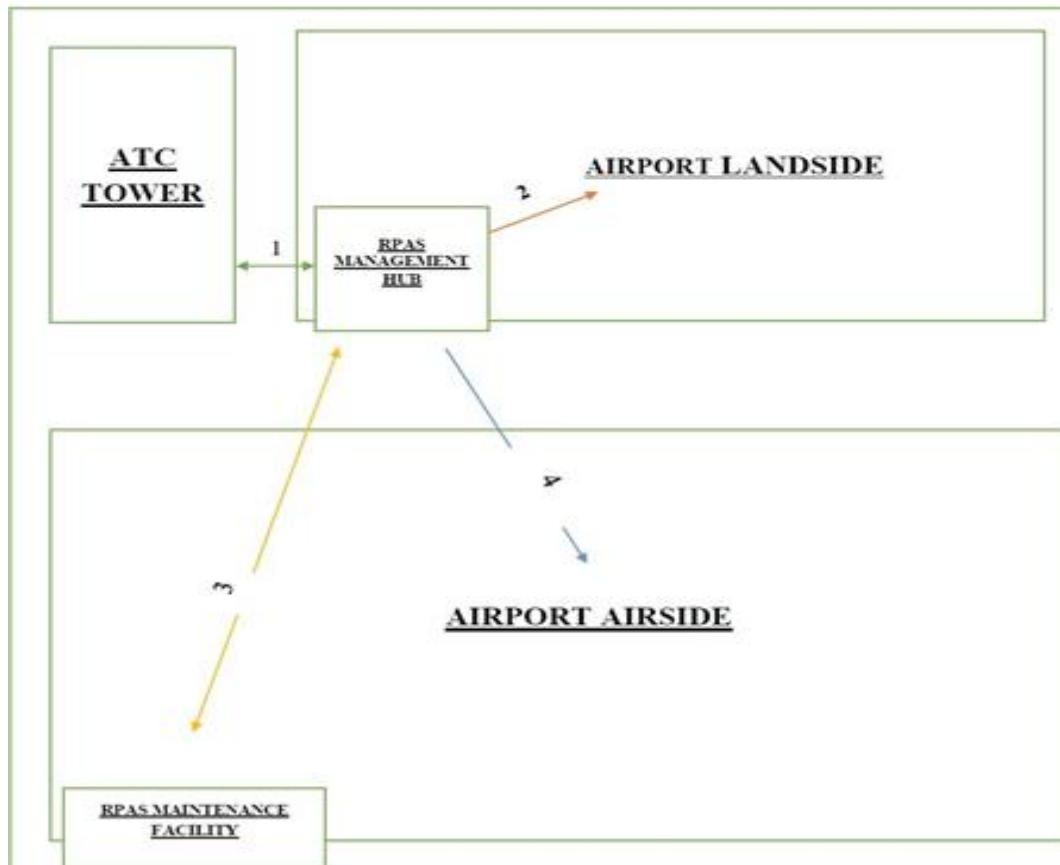 ATC
TOWER
AIRPORT LANDSIDE
2
RPAS
MANAGEMENT
HUB
1
4
3
AIRPORT AIRSIDE
RPAS MAINTENANCE
FACILITY